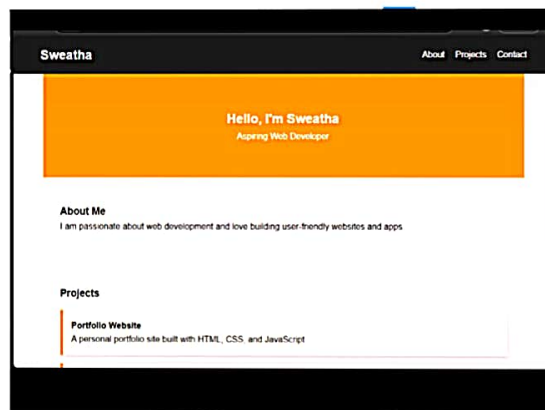 Sweatha
About Projects Contact
Hello, I'm Sweatha
Aspiring Web Developer
About Me
I am passionate about web development and love building user-friendly websites and apps
Projects
Portfolio Website
A personal portfolio site built with HTML, CSS, and JavaScript